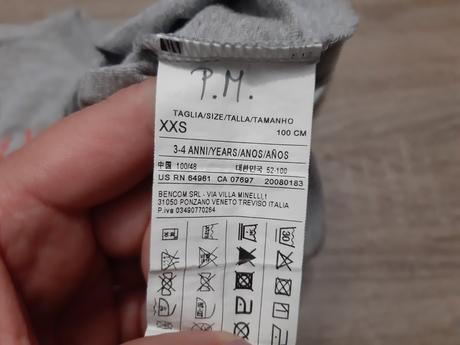 P.M.
TAGLIA/SIZE/TALLA/TAMANHO
XXS 100 CM
3-4 ANNI/YEARS/ANOS/AÑOS
中国 100/48 대한민국 52-100
US RN 64961 CA 07697 20080183
BENCOM SRL - VIA VILLA MINELLI,1
31050 PONZANO VENETO TREVISO ITALIA
P.iva 03490770264